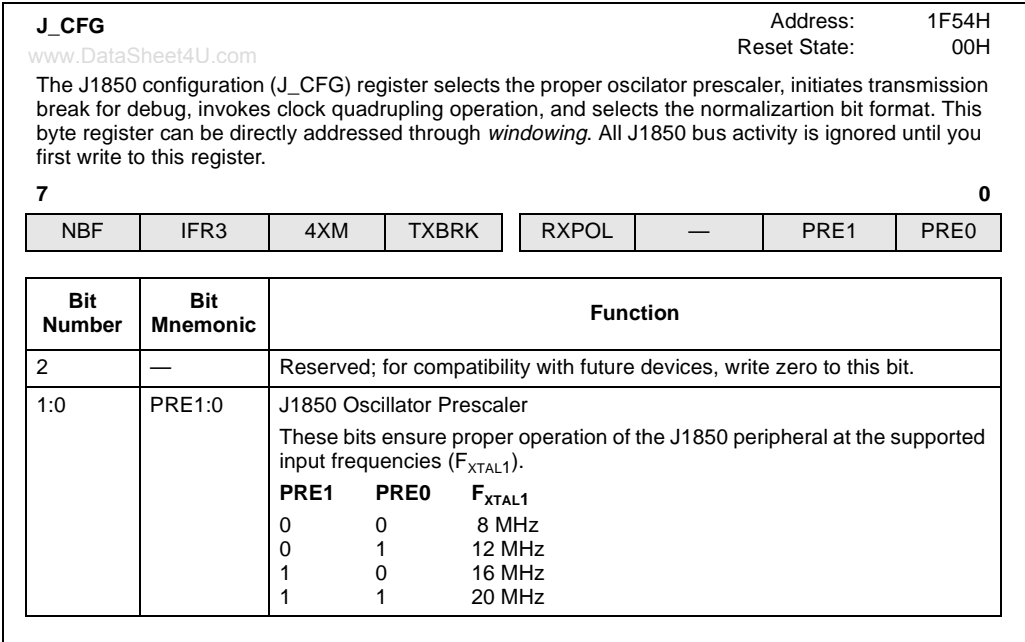 J_CFG Address: 1F54H
www.DataSheet4U.com Reset State: 00H
The J1850 configuration (J_CFG) register selects the proper oscilator prescaler, initiates transmission
break for debug, invokes clock quadrupling operation, and selects the normalizartion bit format. This
byte register can be directly addressed through windowing. All J1850 bus activity is ignored until you
first write to this register.
7 0
NBF IFR3 4XM TXBRK RXPOL — PRE1 PRE0
Bit Number Bit Mnemonic Function
2 — Reserved; for compatibility with future devices, write zero to this bit.
1:0 PRE1:0 J1850 Oscillator Prescaler
These bits ensure proper operation of the J1850 peripheral at the supported
input frequencies (FXTAL1).
PRE1 PRE0 FXTAL1
0 0 8 MHz
0 1 12 MHz
1 0 16 MHz
1 1 20 MHz